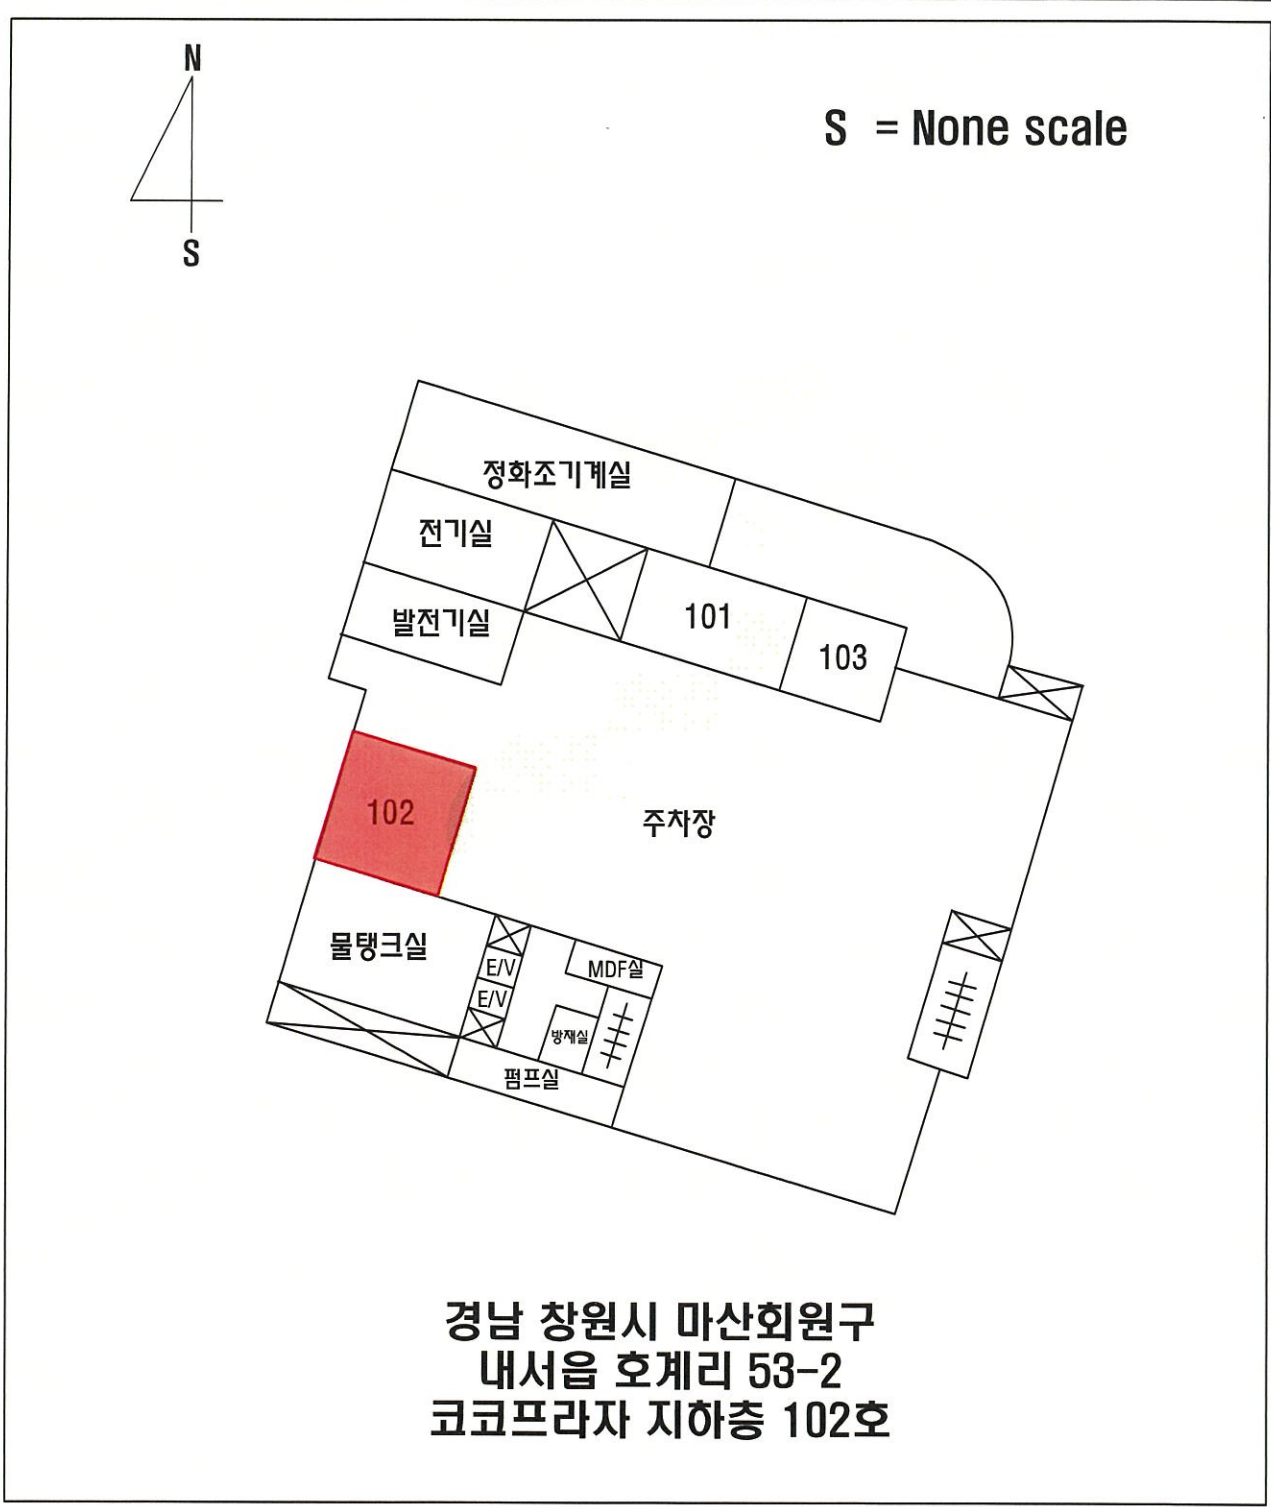 N
S = None scale
S
정화조기계실
전기실
발전기실
101
103
102
주차장
물탱크실
E/V
MDF실
E/V
방재실
펌프실
경남 창원시 마산회원구
내서읍 호계리 53-2
코코프라자 지하층 102호